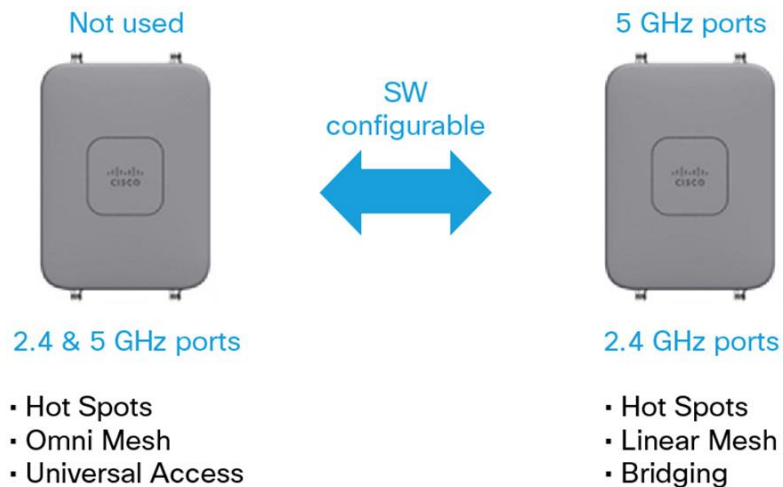 Not used
5 GHz ports
SW
configurable
CISCO
CISCO
2.4 & 5 GHz ports
2.4 GHz ports
▪ Hot Spots
▪ Omni Mesh
▪ Universal Access
▪ Hot Spots
▪ Linear Mesh
▪ Bridging